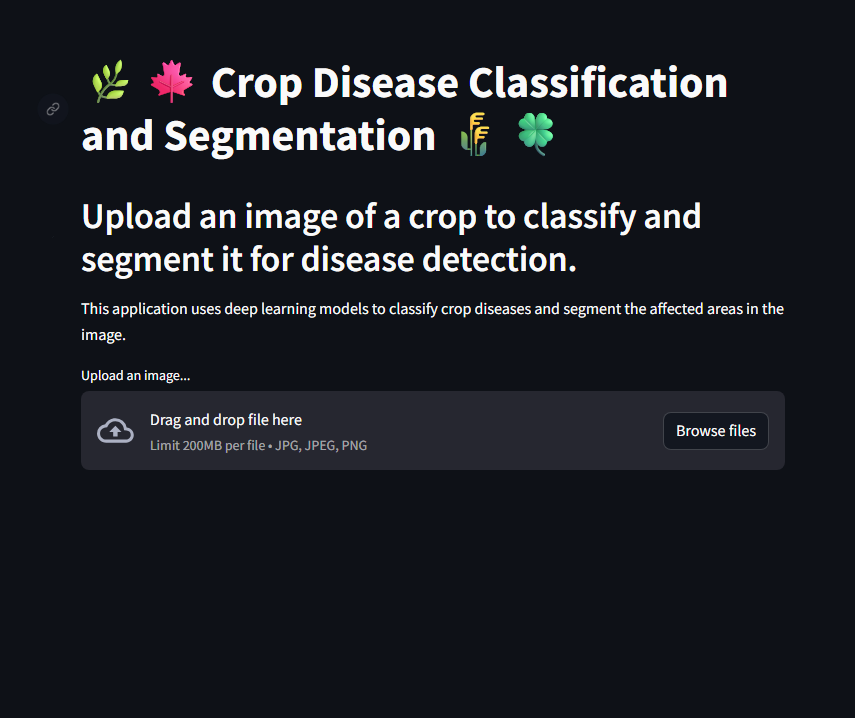 🌿 🍁 Crop Disease Classification
and Segmentation 🌾 🍀
Upload an image of a crop to classify and
segment it for disease detection.
This application uses deep learning models to classify crop diseases and segment the affected areas in the
image.
Upload an image...
Drag and drop file here
Limit 200MB per file • JPG, JPEG, PNG
Browse files